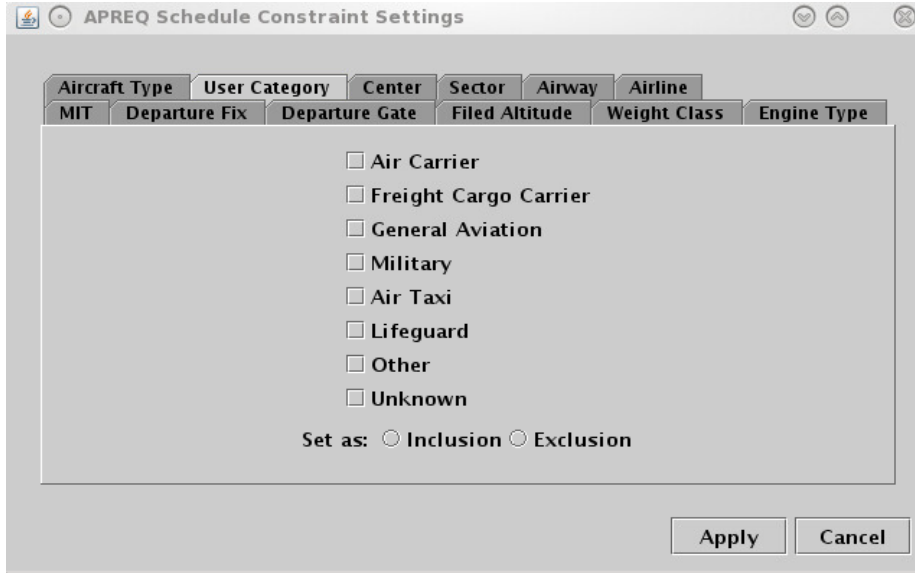 APREQ Schedule Constraint Settings
Aircraft Type User Category Center Sector Airway Airline
MIT Departure Fix Departure Gate Filed Altitude Weight Class Engine Type
Air Carrier
Freight Cargo Carrier
General Aviation
Military
Air Taxi
Lifeguard
Other
Unknown
Set as: Inclusion Exclusion
Apply Cancel